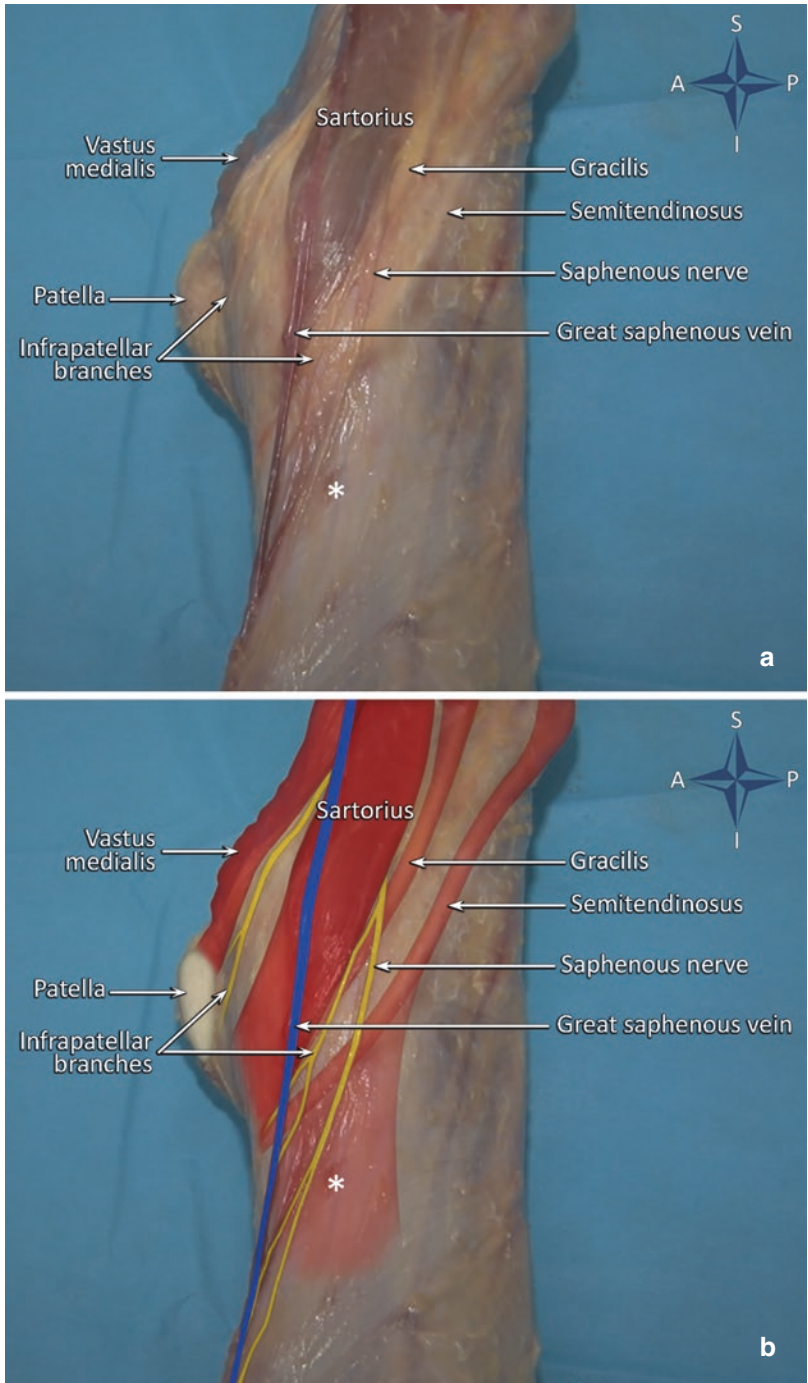 S
A P
I
Sartorius
Vastus
medialis
Gracilis
Semitendinosus
Saphenous nerve
Patella
Great saphenous vein
Infrapatellar
branches
*
a
S
A P
I
Sartorius
Vastus
medialis
Gracilis
Semitendinosus
Saphenous nerve
Patella
Great saphenous vein
Infrapatellar
branches
*
b